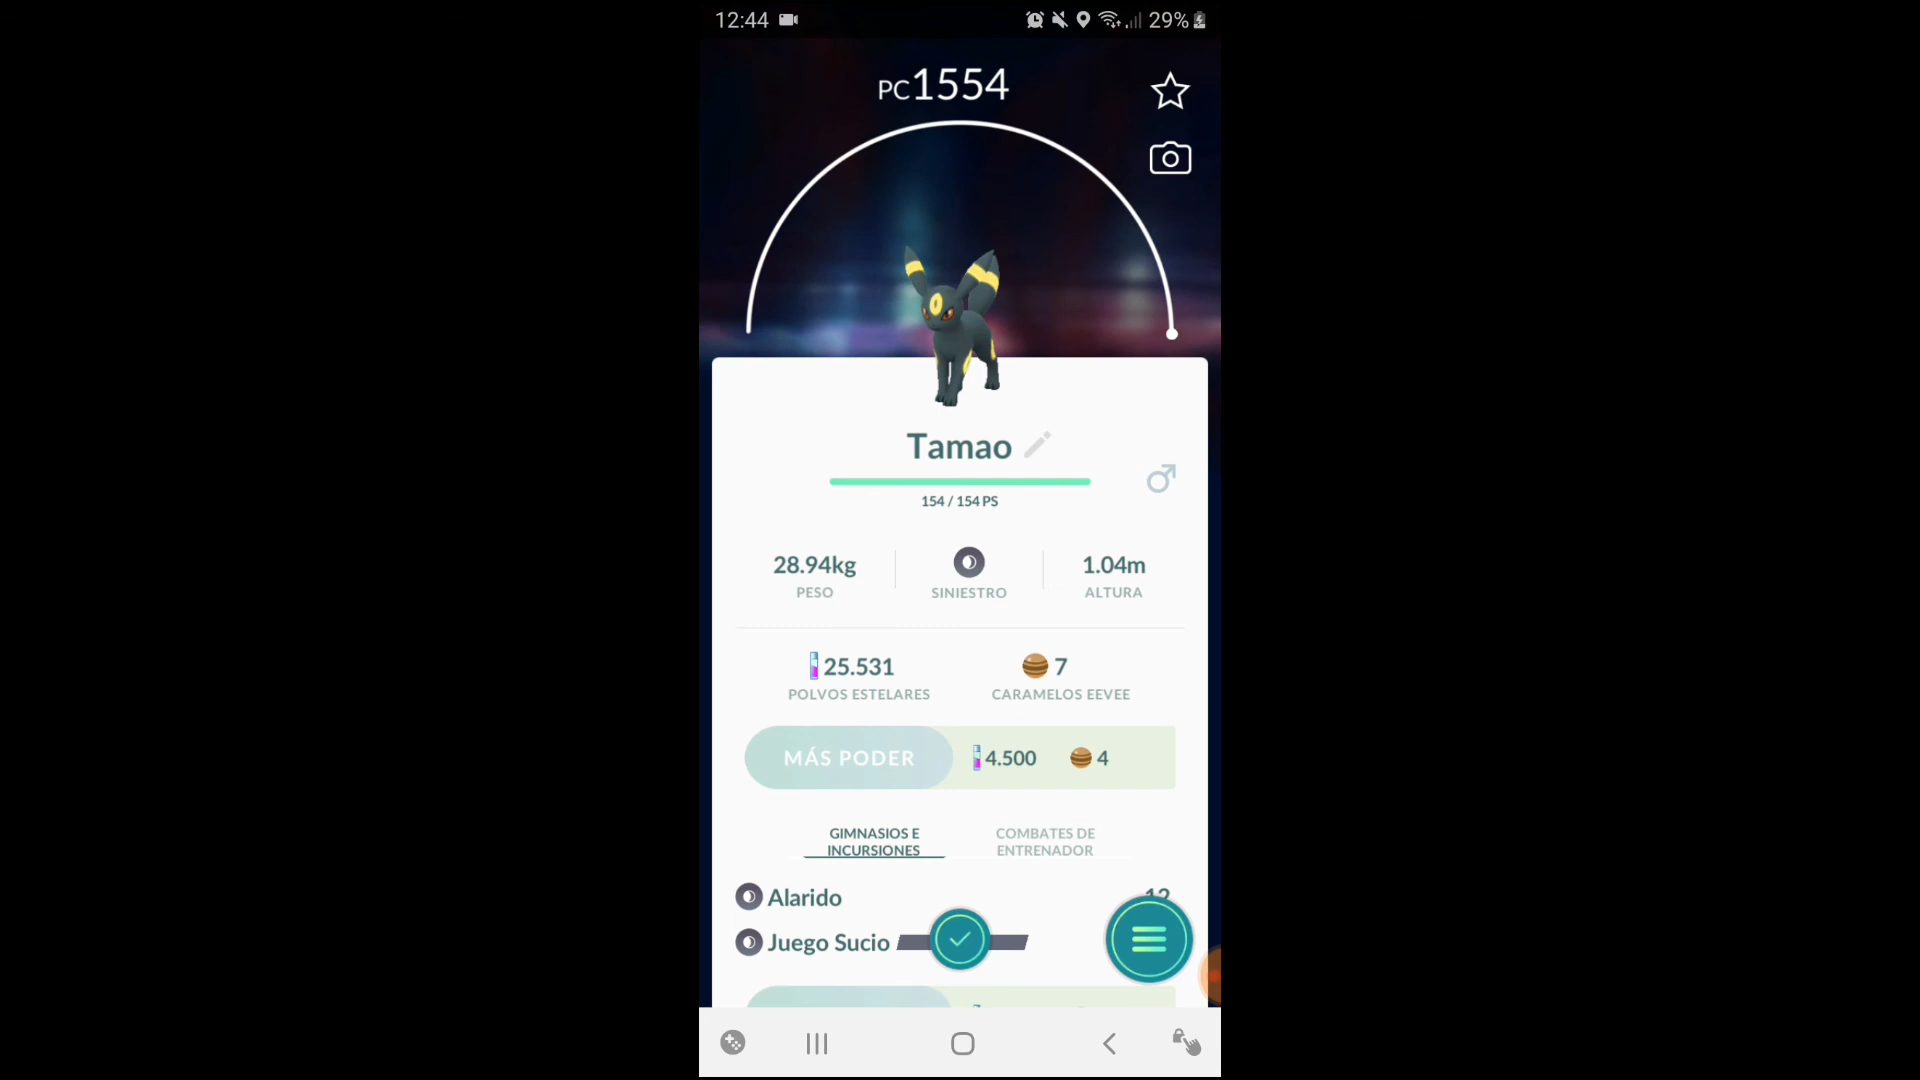 12:44
29%
PC1554
Tamao
154 / 154 PS
28.94kg
PESO
SINIESTRO
1.04m
ALTURA
25.531
POLVOS ESTELARES
7
CARAMELOS EEVEE
MÁS PODER
4.500
4
GIMNASIOS E
INCURSIONES
COMBATES DE
ENTRENADOR
Alarido
12
Juego Sucio